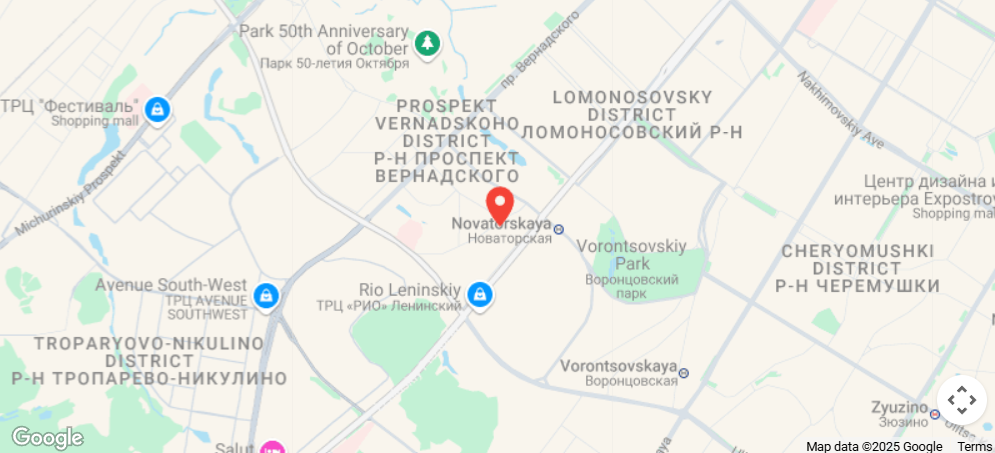 Park 50th Anniversary
of October
Парк 50-летия Октября
пр. Вернадского
ТРЦ "Фестиваль"
Shopping mall
PROSPEKT
VERNADSKOHO
DISTRICT
Р-Н ПРОСПЕКТ
ВЕРНАДСКОГО
LOMONOSOVSKY
DISTRICT
ЛОМОНОСОВСКИЙ Р-Н
Nakhimovskiy Ave
Michurinskiy Prospekt
Центр дизайна и
интерьера Expostroy
Shopping mall
Novatorskaya
Новаторская
Vorontsovskiy
Park
Воронцовский
парк
CHERYOMUSHKI
DISTRICT
Р-Н ЧЕРЕМУШКИ
Avenue South-West
ТРЦ AVENUE
SOUTHWEST
Rio Leninskiy
ТРЦ «РИО» Ленинский
TROPARYOVO-NIKULINO
DISTRICT
Р-Н ТРОПАРЕВО-НИКУЛИНО
Vorontsovskaya
Воронцовская
Zyuzino
Зюзино
Salut
Google
Map data ©2025 Google
Terms